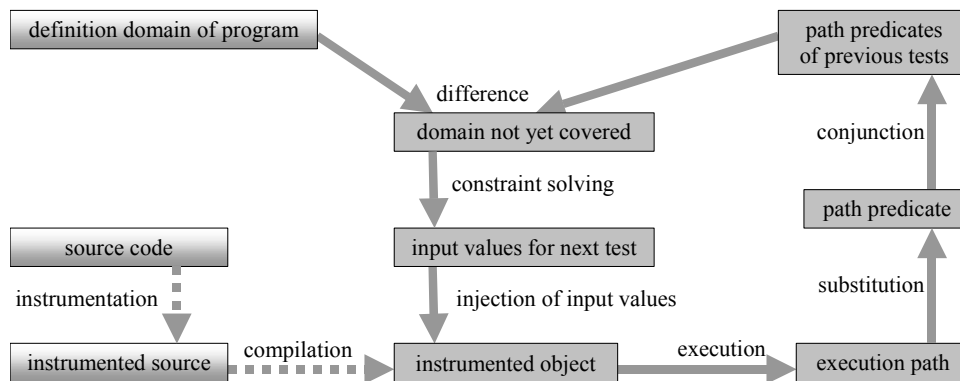 definition domain of program
path predicates
of previous tests
difference
domain not yet covered
conjunction
constraint solving
path predicate
source code
input values for next test
instrumentation
injection of input values
substitution
instrumented source
compilation
instrumented object
execution
execution path